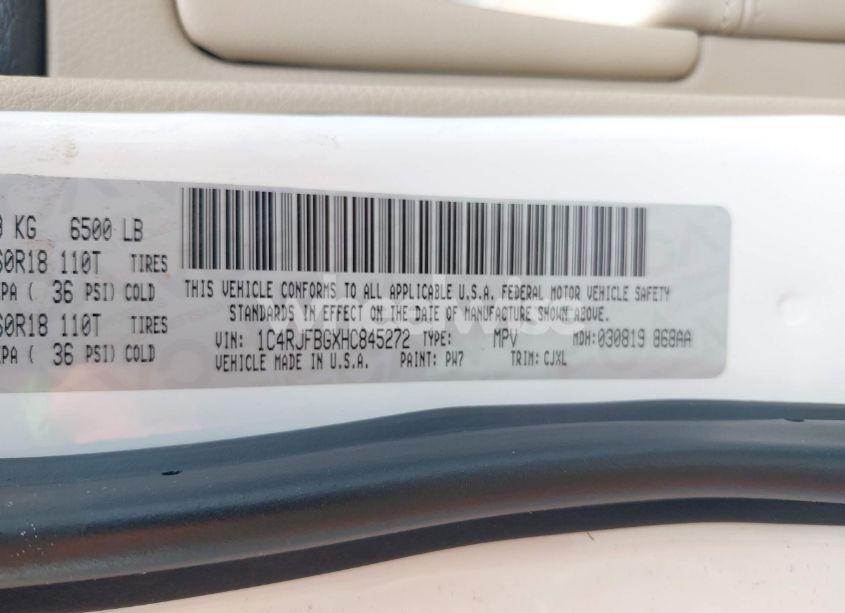 KG 6500 LB
60R18 110T TIRES
PA ( 36 PSI) COLD
60R18 110T TIRES
PA ( 36 PSI) COLD
THIS VEHICLE CONFORMS TO ALL APPLICABLE U.S.A. FEDERAL MOTOR VEHICLE SAFETY
STANDARDS IN EFFECT ON THE DATE OF MANUFACTURE SHOWN ABOVE.
VIN: 1C4RJFBGXHC845272 TYPE: MPV MDH:030819 868AA
VEHICLE MADE IN U.S.A. PAINT: PW7 TRIM: CJXL
wheelwise